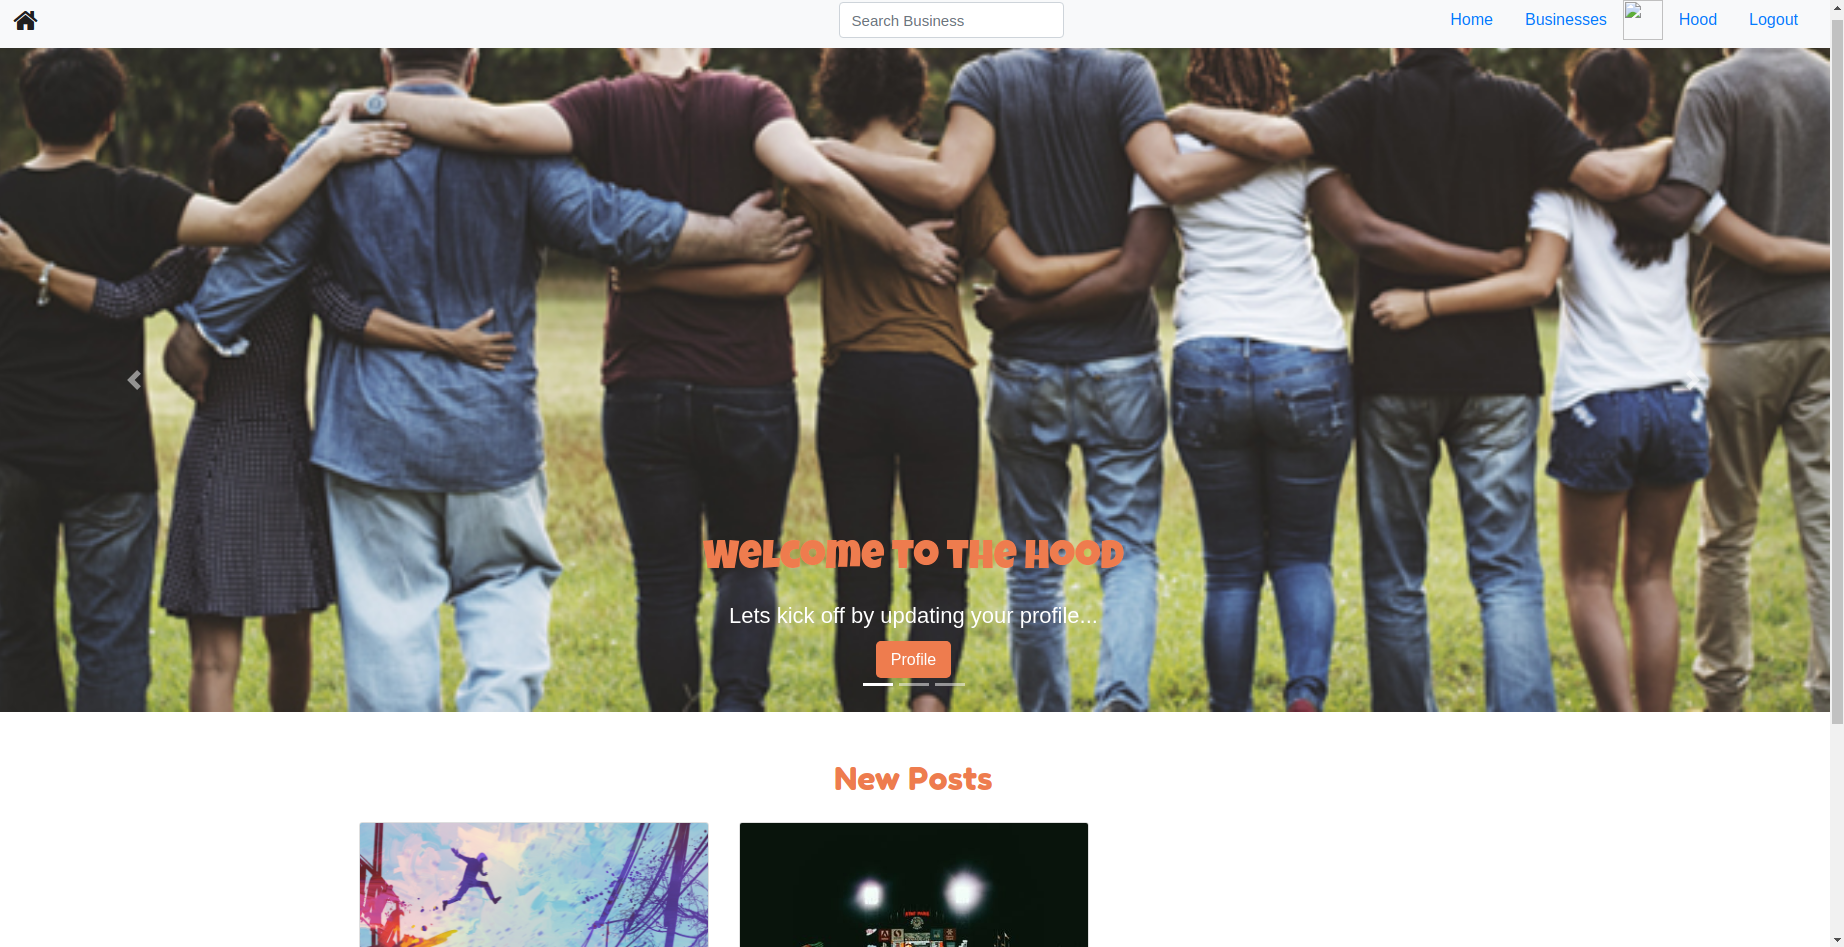 Search Business
Home
Businesses
Hood
Logout
Welcome To The Hood
Lets kick off by updating your profile...
Profile
New Posts